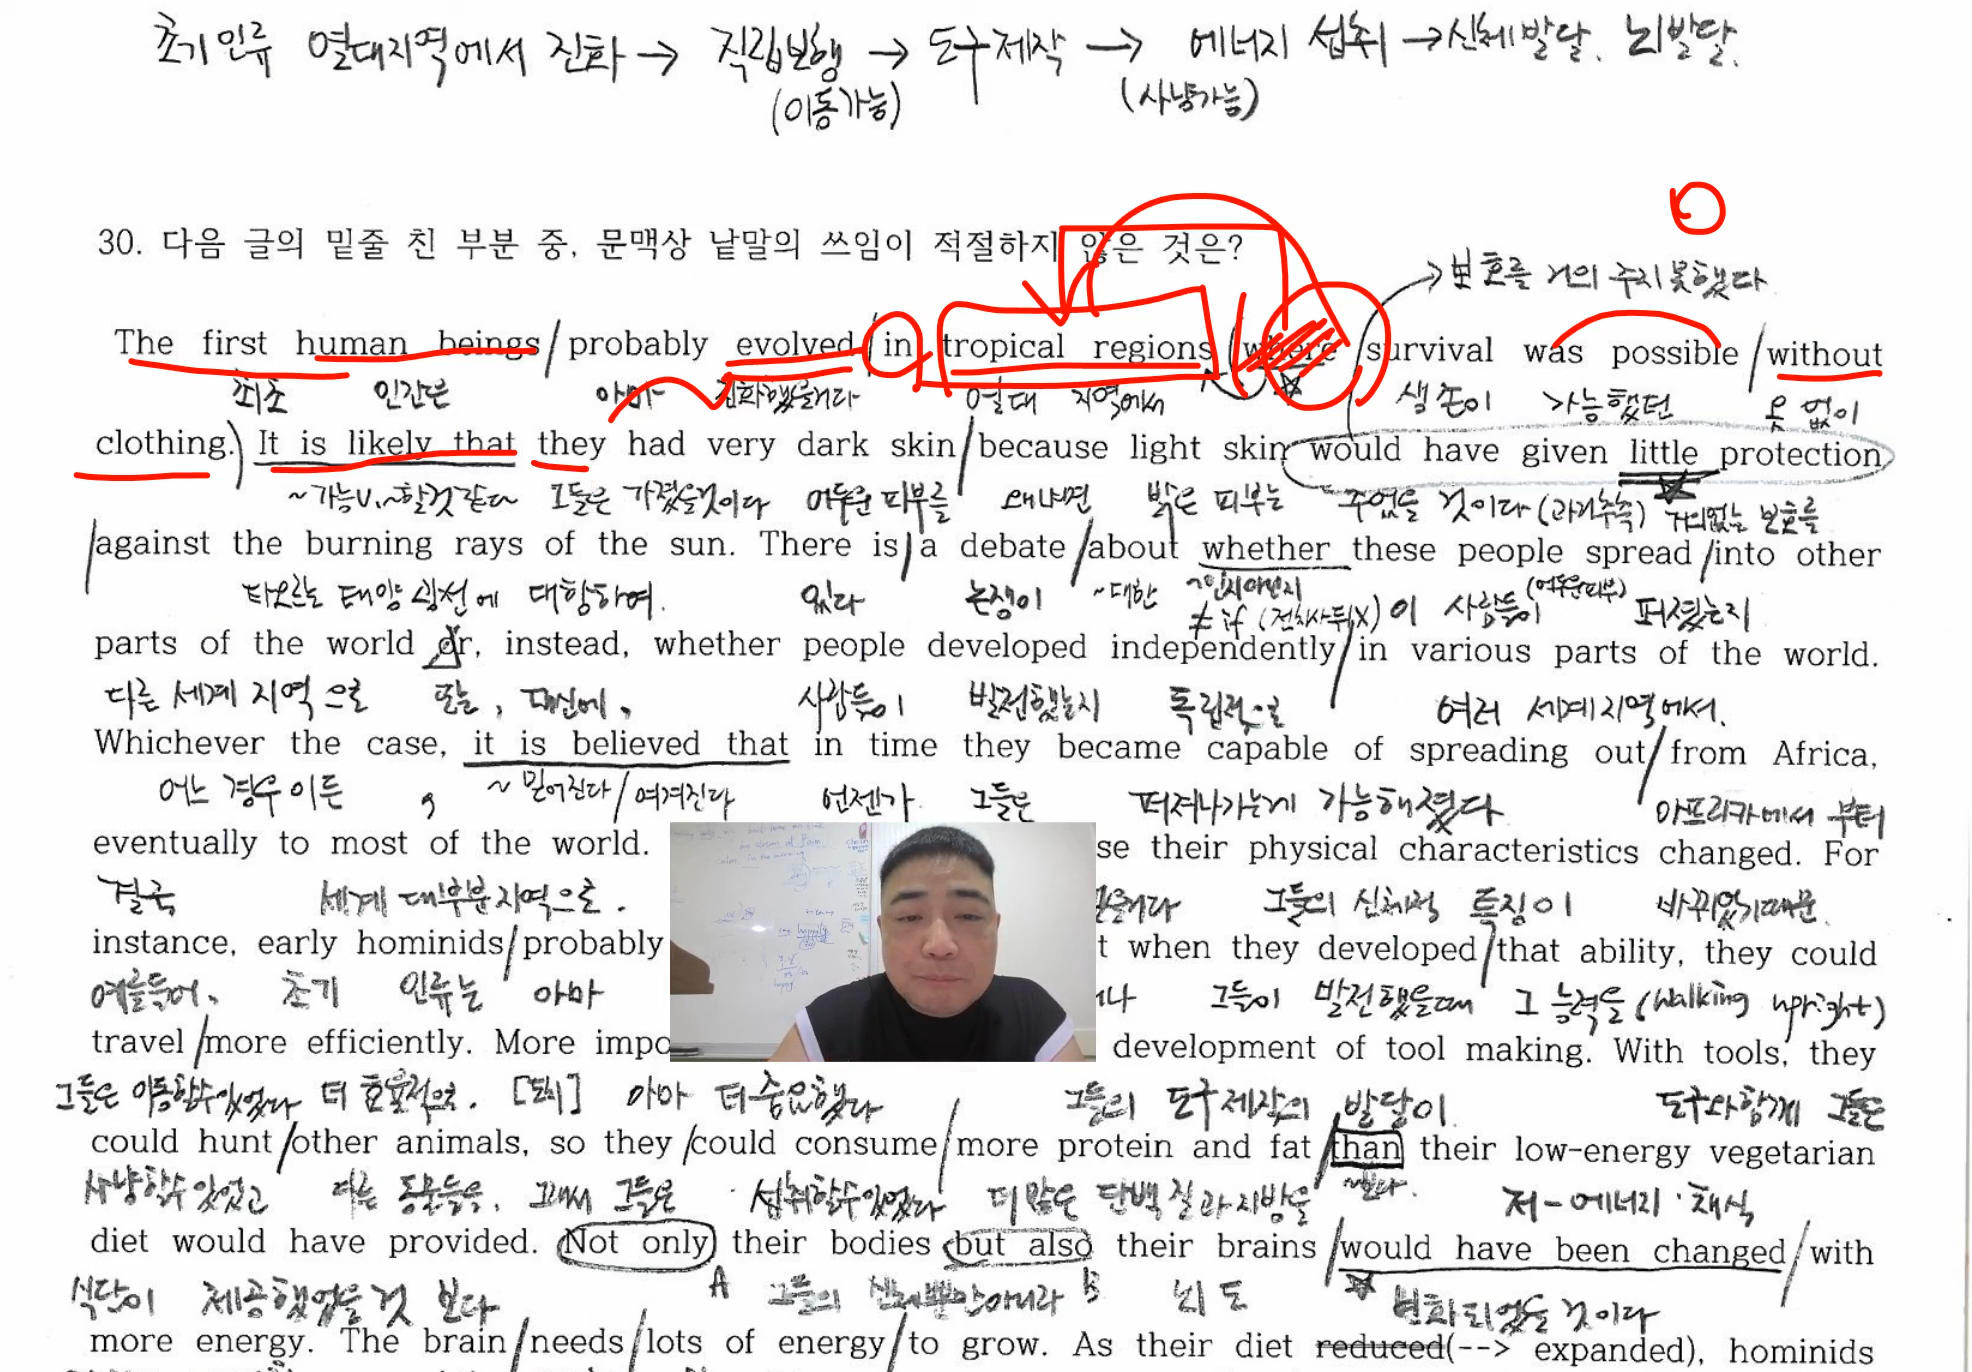 초기 인류 열대지역에서 진화 → 직립보행 → 도구제작 → 에너지 섭취 → 신체발달. 뇌발달.
(이동가능) (사냥가능)
30. 다음 글의 밑줄 친 부분 중, 문맥상 낱말의 쓰임이 적절하지 않은 것은?
→ 보호를 거의 주지못했다
The first human beings / probably evolved / in tropical regions where / survival was possible / without
최초 인간은 아마 진화했을거다 열대 지역에서 생존이 가능했던 옷 없이
clothing.) It is likely that they had very dark skin / because light skin would have given little protection
~가능V, ~할것 같다 그들은 가졌을것이다 어두운 피부를 왜냐면 밝은 피부는 주었을 것이다 (과거추측) 거의없는 보호를
/ against the burning rays of the sun. There is / a debate / about whether these people spread / into other
타오르는 태양 광선에 대항하여. 있다 논쟁이 ~대한 ~인지아닌지 (어두운피부)
≠ if (전치사뒤X) 이 사람들이 퍼졌는지
parts of the world or, instead, whether people developed independently / in various parts of the world.
다른 세계 지역으로 또는, 대신에, 사람들이 발전했는지 독립적으로 여러 세계지역에서.
Whichever the case, it is believed that in time they became capable of spreading out / from Africa,
어느 경우이든 , ~믿어진다/여겨진다 언젠가 그들은 퍼져나가는게 가능해졌다 아프리카에서 부터
eventually to most of the world. se their physical characteristics changed. For
결국 세계 대부분지역으로. 그들의 신체적 특징이 바뀌었기때문.
instance, early hominids / probably t when they developed / that ability, they could
예를들어, 초기 인류는 아마 그들이 발전했을때 그 능력을 (walking upright)
travel / more efficiently. More impo development of tool making. With tools, they
그들은 이동할수있었다 더 효율적으로. [도치] 아마 더중요했다 그들의 도구제작의 발달이 도구와함께 그들은
could hunt / other animals, so they / could consume / more protein and fat / than their low-energy vegetarian
사냥할수있었고 다른 동물들을, 그래서 그들은 섭취할수있었다 더 많은 단백질과지방을 ~보다. 저-에너지 채식
diet would have provided. Not only their bodies but also their brains / would have been changed / with
식단이 제공했었을것 보다 A 그들의 신체뿐만아니라 B 뇌도 변화되었을 것이다
more energy. The brain / needs / lots of energy / to grow. As their diet reduced(--> expanded), hominids